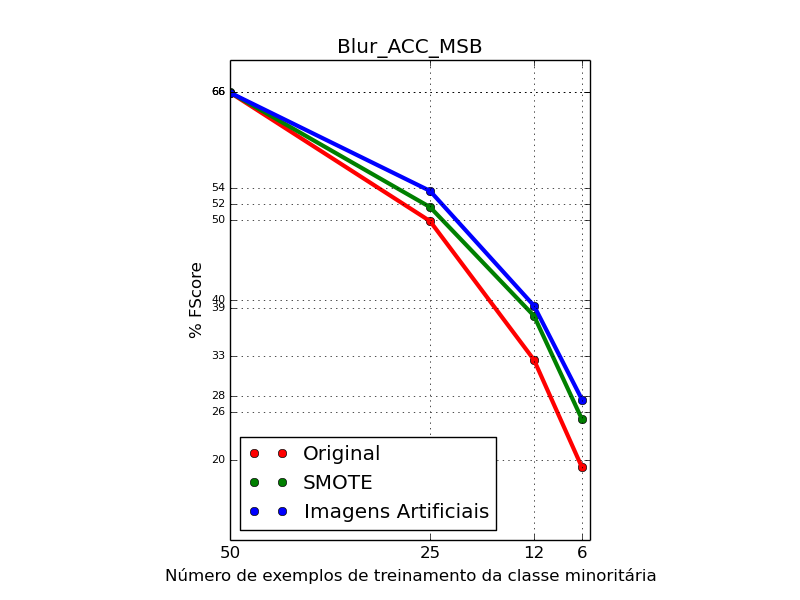 Blur_ACC_MSB
66
54
52
50
40
39
33
28
26
20
% FScore
Original
SMOTE
Imagens Artificiais
50 25 12 6
Número de exemplos de treinamento da classe minoritária